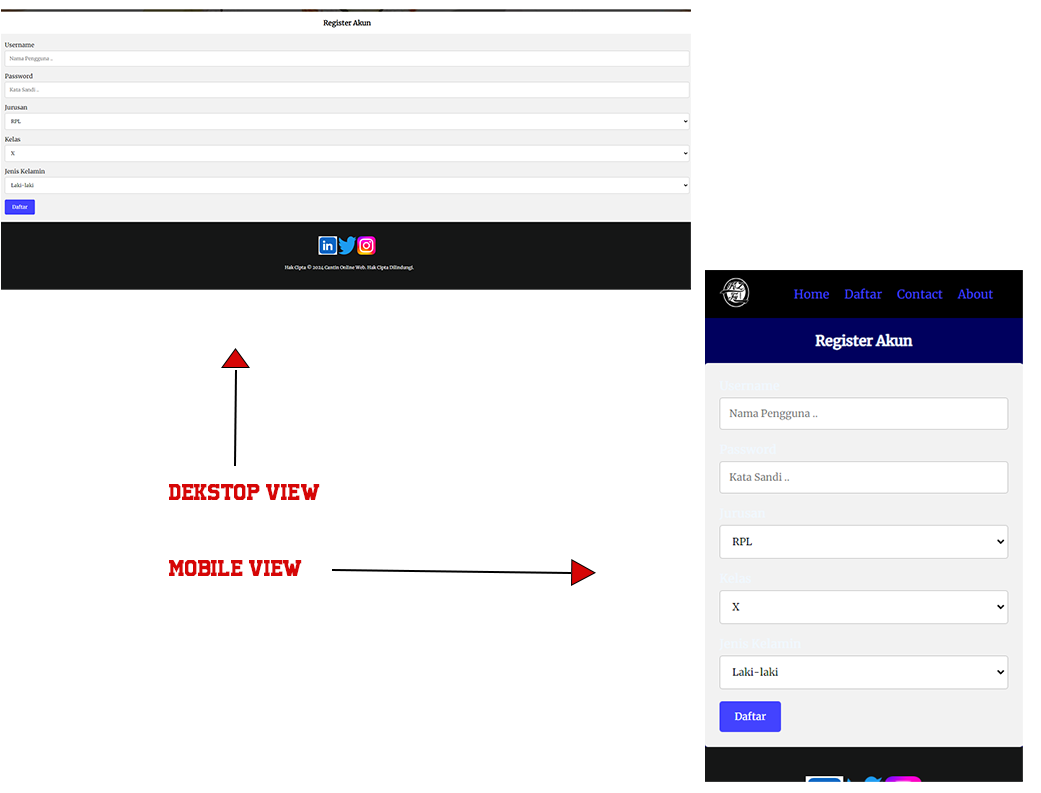 Register Akun
Username
Nama Pengguna ..
Password
Kata Sandi ..
Jurusan
RPL
Kelas
X
Jenis Kelamin
Laki-laki
Daftar
in
Hak Cipta © 2024 Cantin Online Web. Hak Cipta Dilindungi.
DEKSTOP VIEW
MOBILE VIEW
Home Daftar Contact About
Register Akun
Username
Nama Pengguna ..
Password
Kata Sandi ..
Jurusan
RPL
Kelas
X
Jenis Kelamin
Laki-laki
Daftar